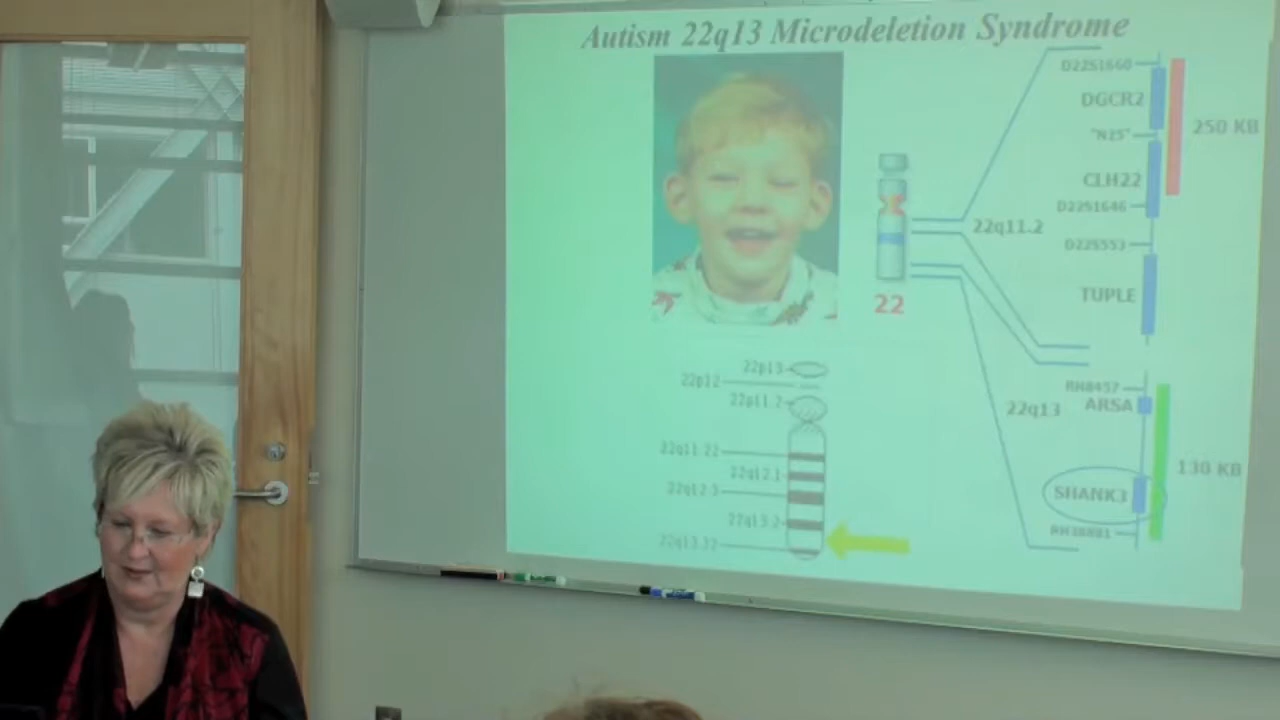 Autism 22q13 Microdeletion Syndrome
D22S1660
DGCR2
250 KB
"N25"
CLH22
D22S1646
22q11.2
D22S553
TUPLE
22
22p13
22p12
22p11.2
RH8457
22q13
ARSA
22q11.22
22q12.1
130 KB
22q12.3
SHANK3
22q13.2
22q13.32